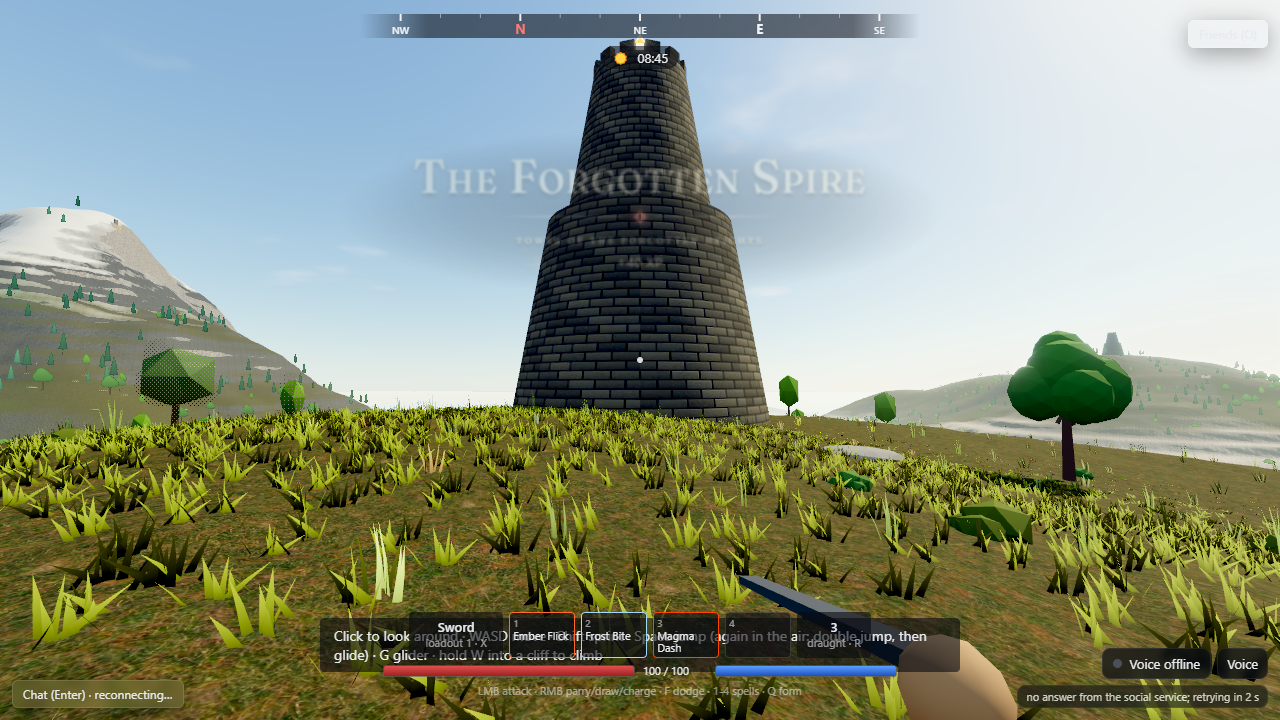 NW N NE E SE
Friends (0)
08:45
THE FORGOTTEN SPIRE
Sword
loadout 1 · X
1
Ember Flick
2
Frost Bite
3
Magma Dash
4
3
draught · R
Click to look around · WASD
(again in the air: double jump, then
glide) · G glider · hold W into a cliff to climb
100 / 100
LMB attack · RMB parry/draw/charge · F dodge · 1-4 spells · Q form
Chat (Enter) · reconnecting...
Voice offline
Voice
no answer from the social service; retrying in 2 s